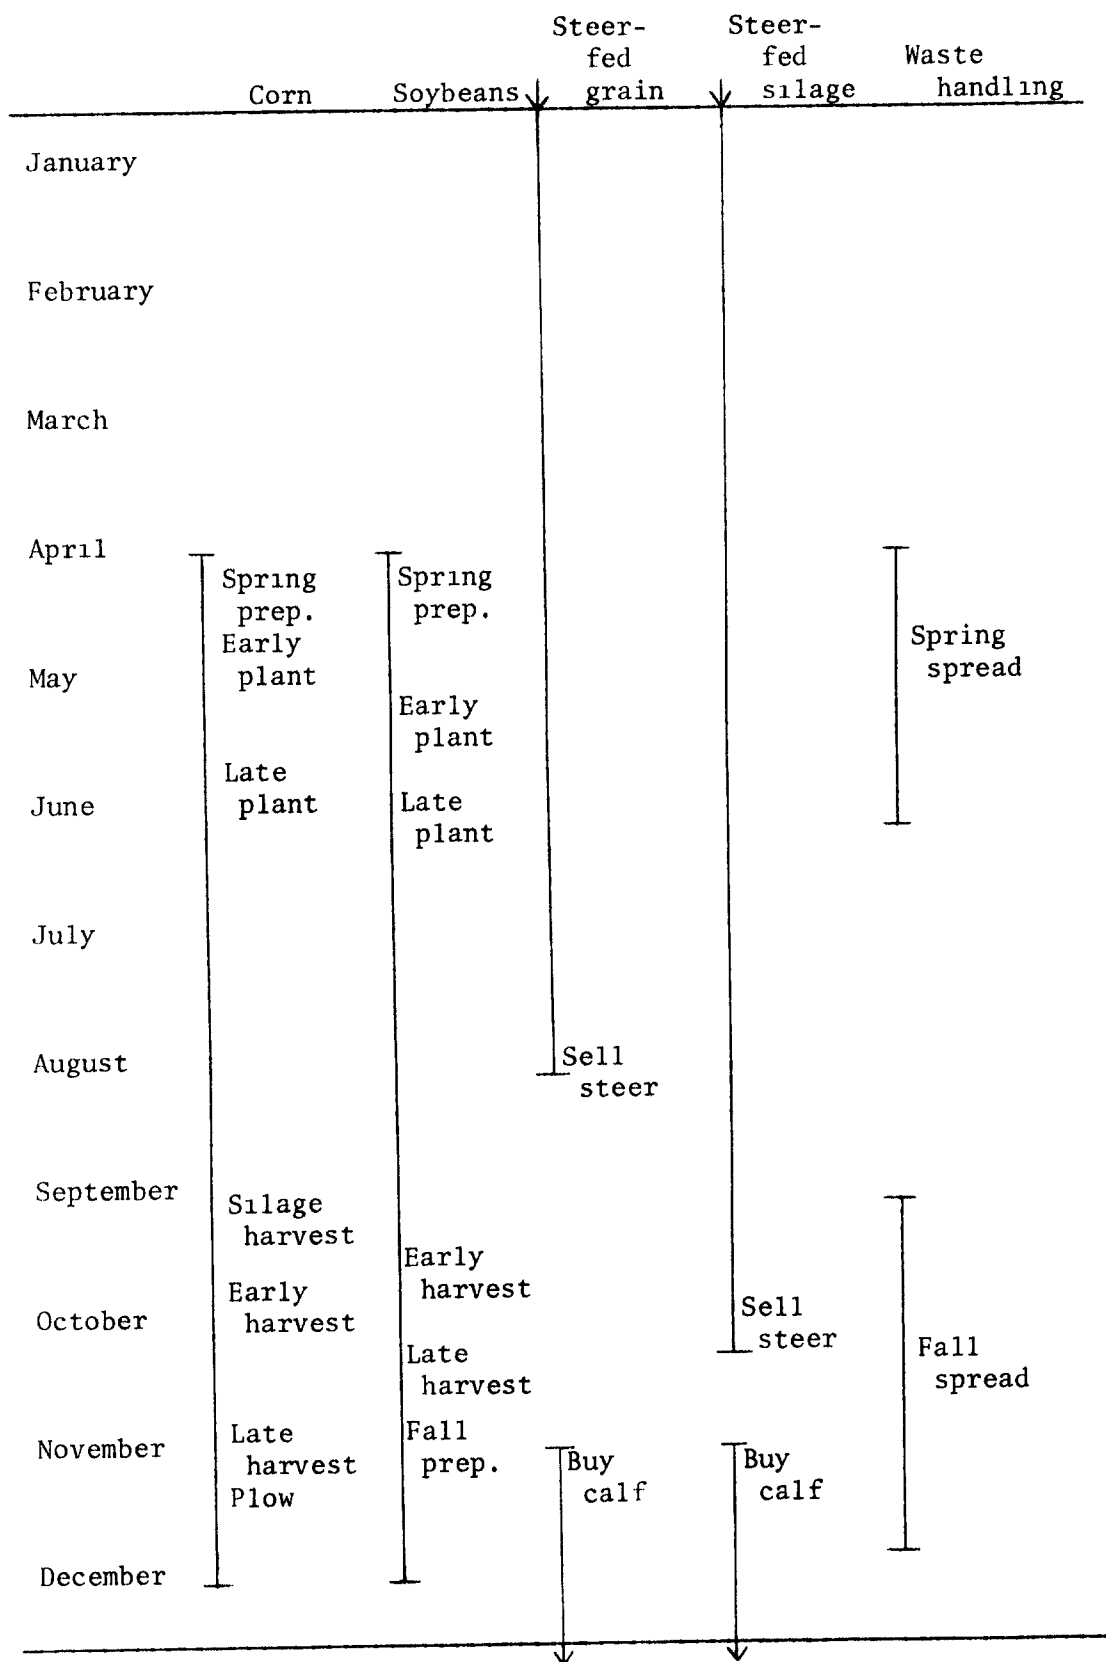 Steer-
fed
grain
Steer-
fed
silage
Waste
handling
Corn
Soybeans
January
February
March
April
Spring
prep.
Early
plant
Spring
prep.
May
Spring
spread
Early
plant
June
Late
plant
Late
plant
July
August
Sell
steer
September
Silage
harvest
Early
harvest
October
Early
harvest
Sell
steer
Late
harvest
Fall
spread
November
Late
harvest
Plow
Fall
prep.
Buy
calf
Buy
calf
December